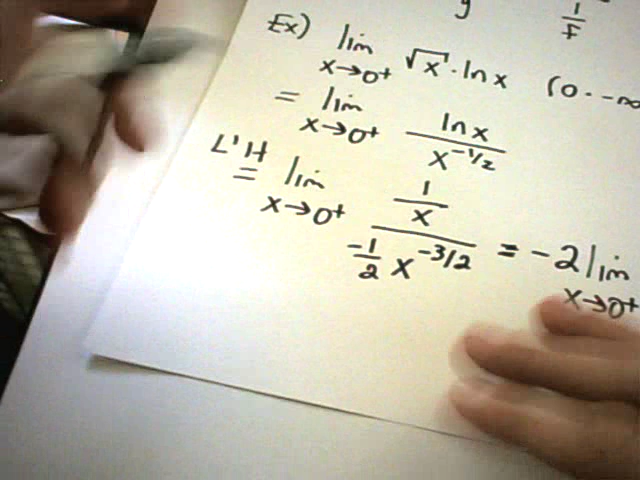 y 1/F
Ex) lim x→0⁺ √x · ln x (0 · -∞
= lim x→0⁺ ln x / x^(-1/2)
L'H = lim x→0⁺ (1/x) / (-1/2 x^(-3/2)) = -2 lim x→0⁺